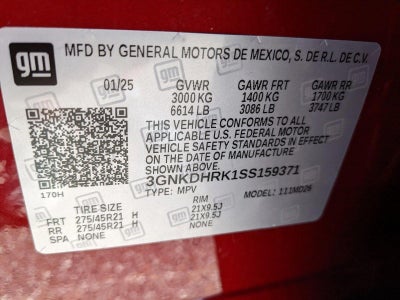 gm
MFD BY GENERAL MOTORS DE MEXICO, S. DE R.L. DE C.V.
01/25 GVWR GAWR FRT GAWR RR
3000 KG 1400 KG 1700 KG
6614 LB 3086 LB 3747 LB
THIS VEHICLE CONFORMS TO ALL
APPLICABLE U.S. FEDERAL MOTOR
VEHICLE SAFETY STANDARDS IN EFFECT
ON THE DATE OF MANUFACTURE
SHOWN ABOVE.
3GNKDHRK1SS159371
170H TYPE: MPV MODEL: 111MD26
TIRE SIZE RIM
FRT 275/45R21 H 21X9.5J
RR 275/45R21 H 21X9.5J
SPA NONE NONE